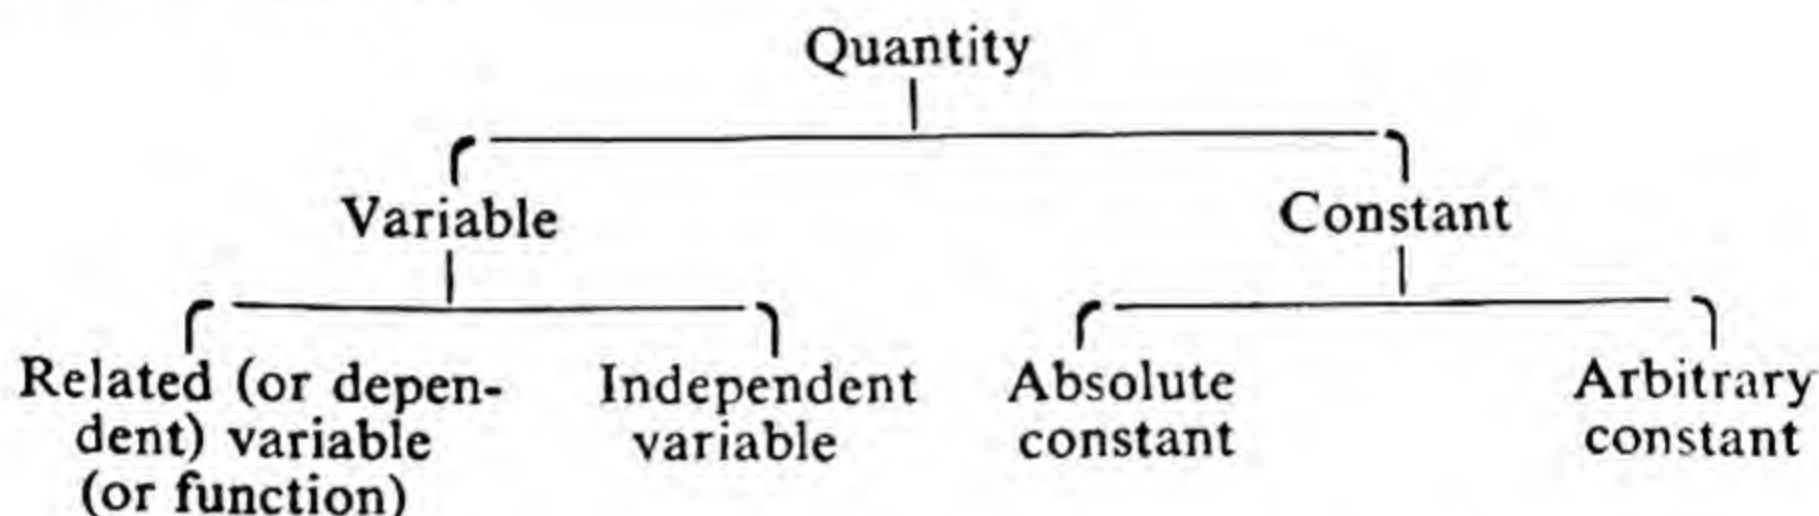 Quantity
Variable
Constant
Related (or depen-
dent) variable
(or function)
Independent
variable
Absolute
constant
Arbitrary
constant